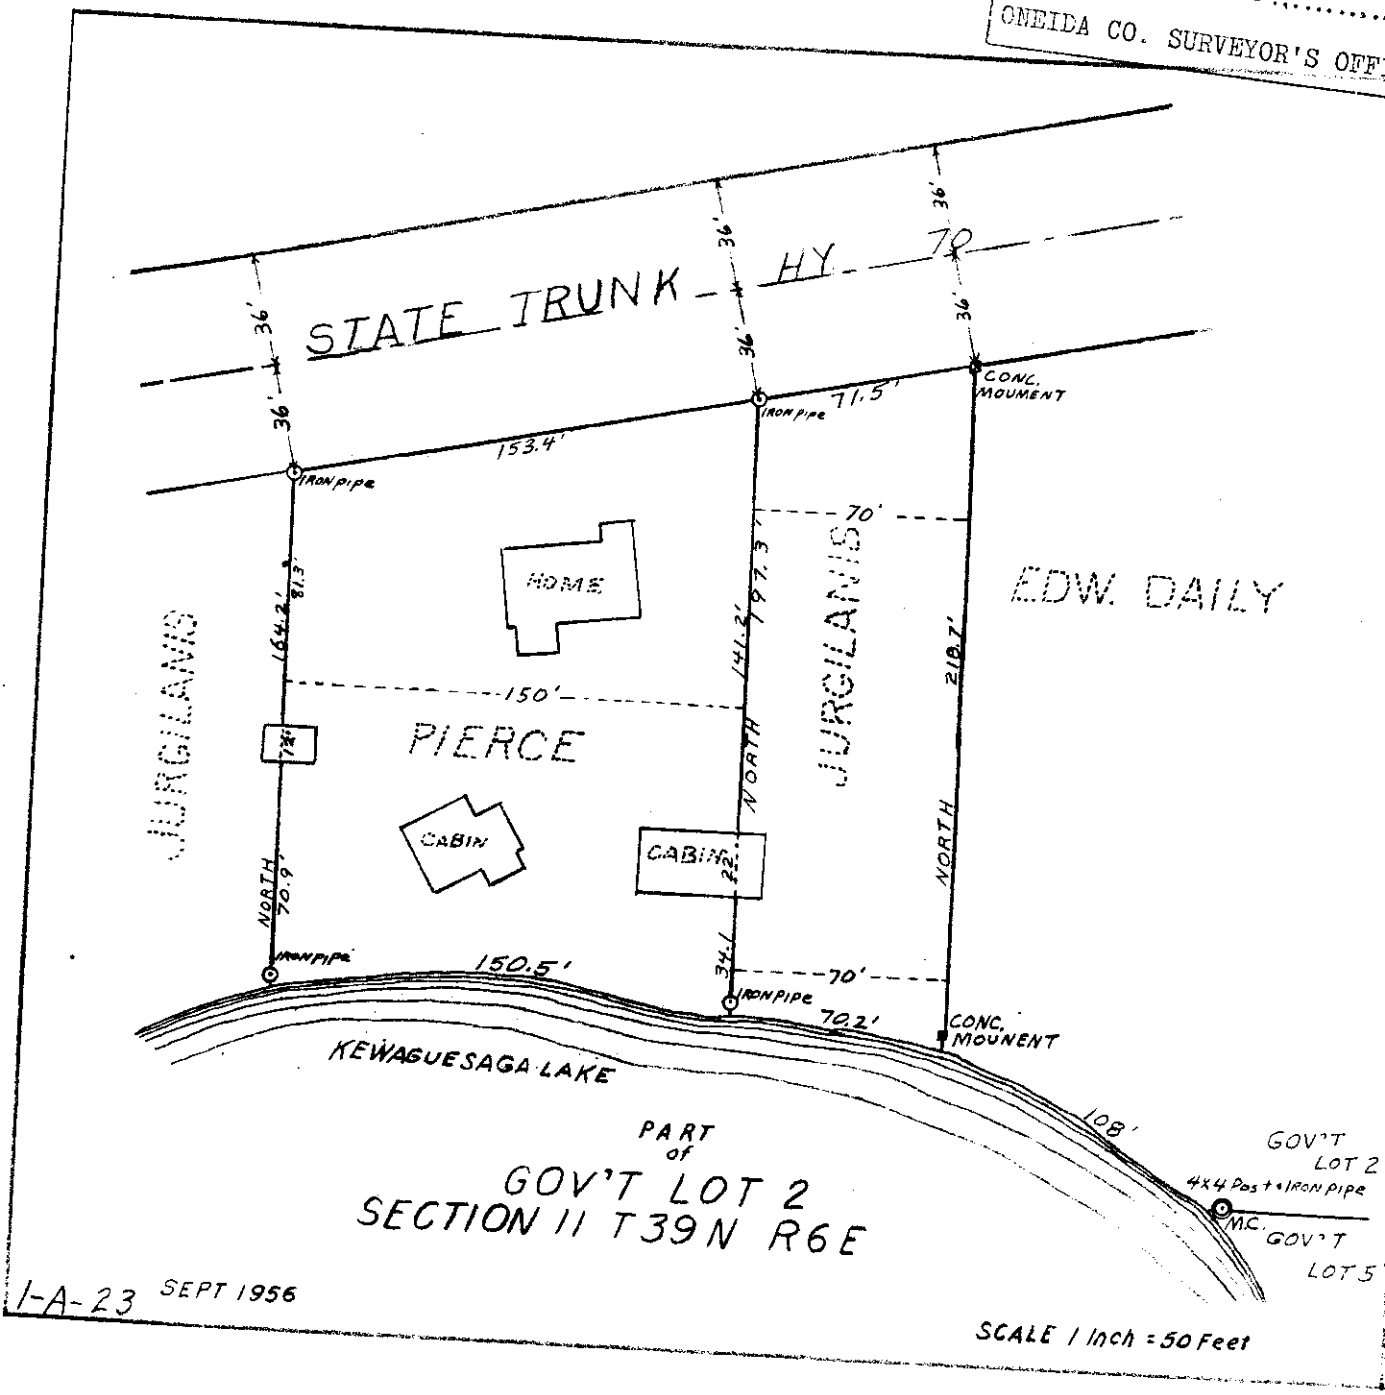 ONEIDA CO. SURVEYOR'S OFF
36' 36' 36'
STATE TRUNK HY. 70
36' 36' 36'
CONC.
MOUMENT
71.5'
IRON PIPE
153.4'
IRON PIPE
70'
HOME
EDW. DAILY
JURGILANIS
164.2'
81.3'
141.2'
197.3'
JURGILANIS
218.7'
150'
PIERCE
12'
NORTH
NORTH
CABIN
CABIN
22'
NORTH
70.9'
34.1
IRON PIPE
150.5'
70'
IRON PIPE
70.2'
CONC.
MOUNENT
KEWAGUESAGA LAKE
108'
PART
of
GOV'T LOT 2
SECTION 11 T39N R6E
GOV'T
LOT 2
4x4 Post & IRON PIPE
M.C.
GOV'T
LOT 5
1-A-23 SEPT 1956
SCALE 1 Inch = 50 Feet